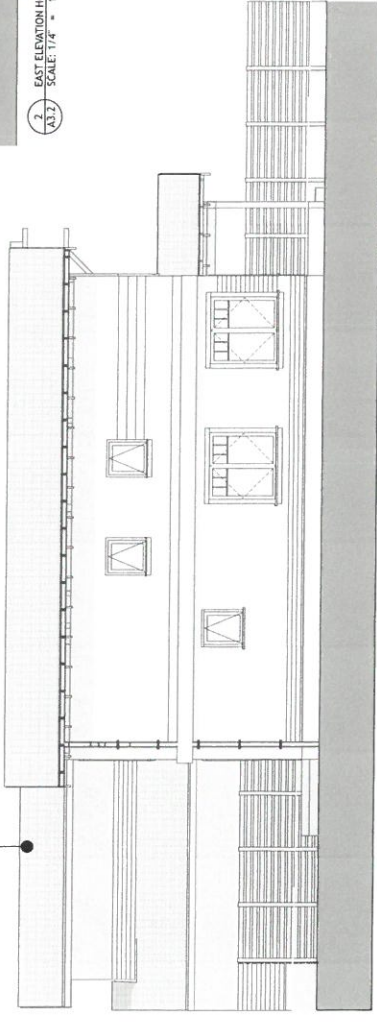 2
A3.2
EAST ELEVATION H
SCALE: 1/4" =